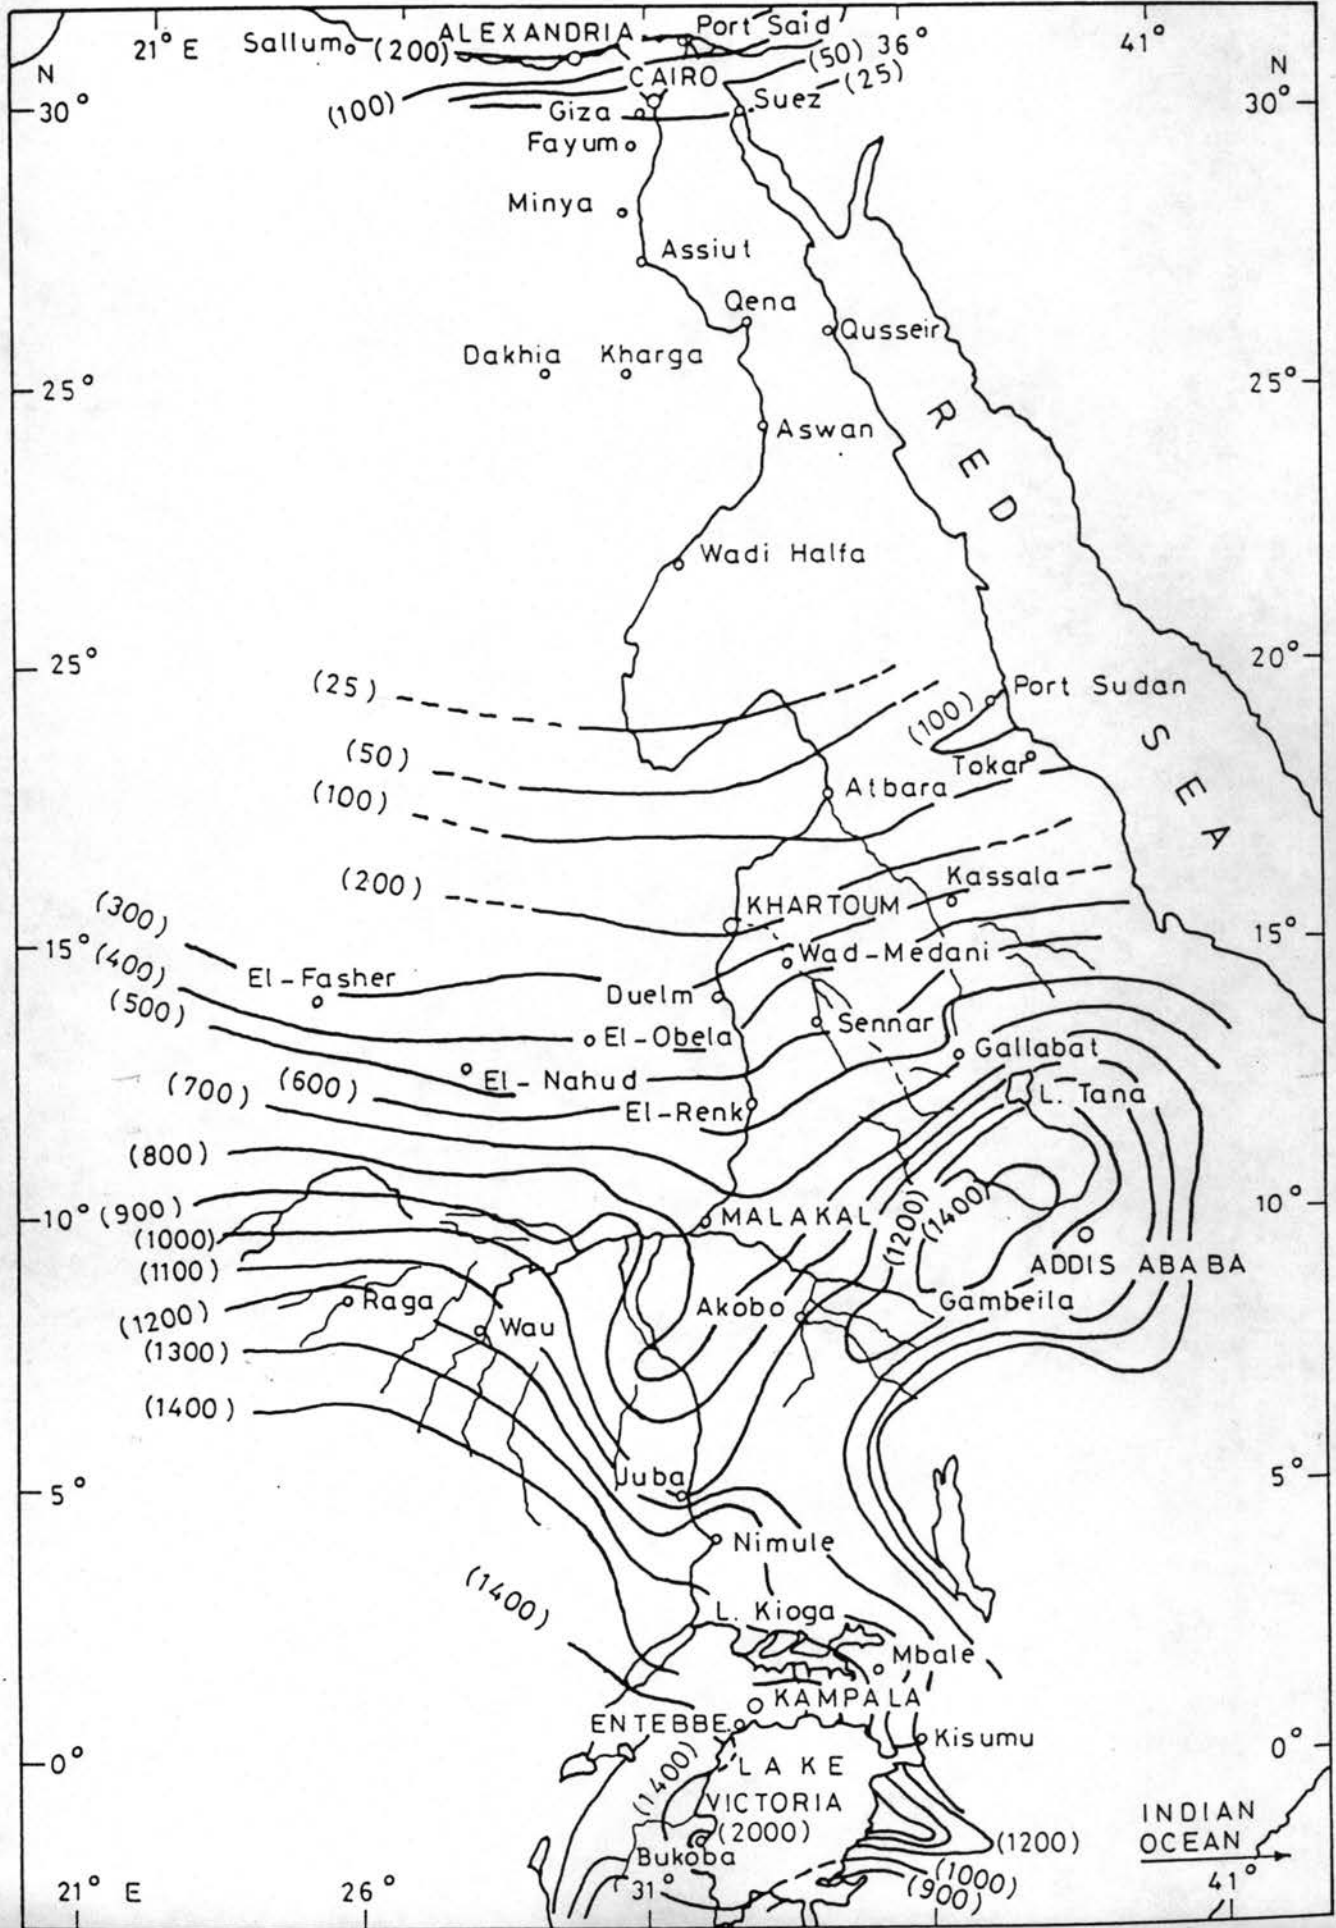 21° E
Sallum
(200)
ALEXANDRIA
Port Said
(50)
36°
41°
N
CAIRO
(25)
N
30°
(100)
Giza
Suez
30°
Fayum
Minya
Assiut
Qena
Qusseir
Dakhia
Kharga
25°
25°
RED SEA
Aswan
Wadi Halfa
25°
20°
(25)
Port Sudan
(100)
(50)
Tokar
(100)
Atbara
(200)
Kassala
(300)
KHARTOUM
15°
15°
(400)
Wad-Medani
El-Fasher
(500)
Duelm
Sennar
El-Obela
Gallabat
(700)
(600)
El-Nahud
L. Tana
El-Renk
(800)
10°
(900)
MALAKAL
(1200)
(1400)
10°
(1000)
ADDIS ABABA
(1100)
Raga
Akobo
Gambeila
(1200)
Wau
(1300)
(1400)
Juba
5°
5°
Nimule
(1400)
L. Kioga
Mbale
KAMPALA
ENTEBBE
Kisumu
0°
0°
(1400)
LAKE
VICTORIA
(2000)
INDIAN
OCEAN
(1200)
Bukoba
(1000)
(900)
21° E
26°
31°
41°